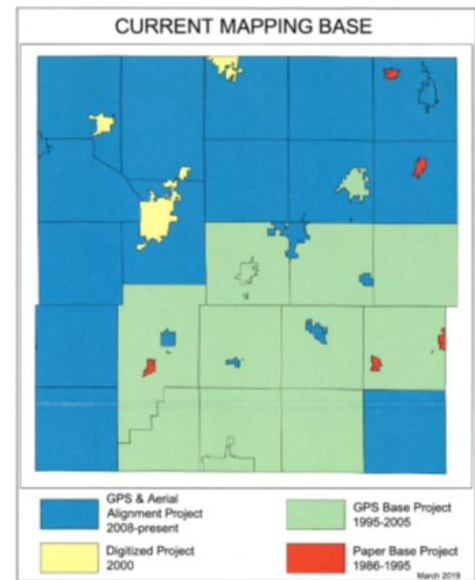 CURRENT MAPPING BASE
GPS & Aerial
Alignment Project
2008-present
GPS Base Project
1995-2005
Digitized Project
2000
Paper Base Project
1986-1995
March 2019